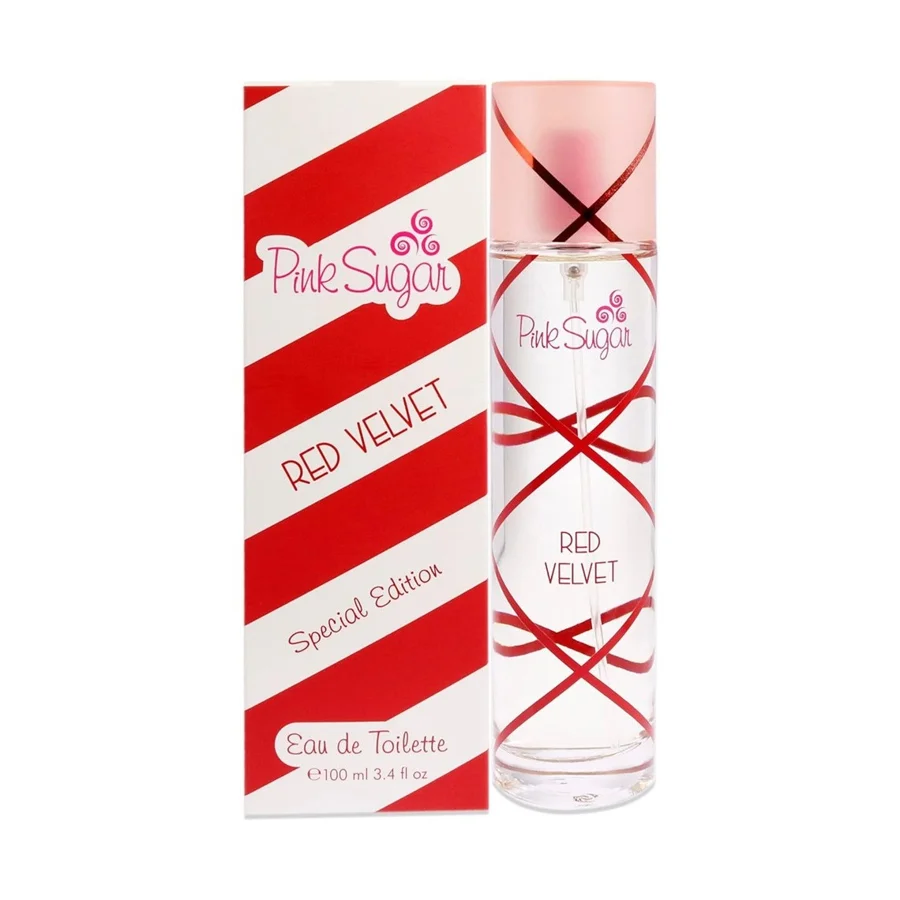 Pink Sugar
RED VELVET
Special Edition
Eau de Toilette
℮100 ml 3.4 fl oz
Pink Sugar
RED
VELVET